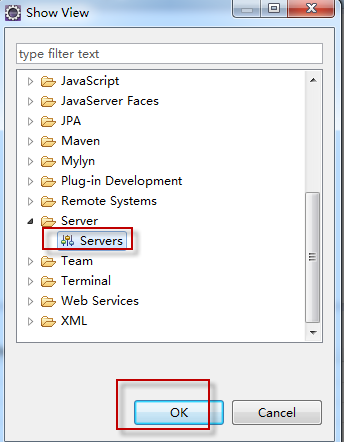 Show View
type filter text
JavaScript
JavaServer Faces
JPA
Maven
Mylyn
Plug-in Development
Remote Systems
Server
Servers
Team
Terminal
Web Services
XML
OK Cancel